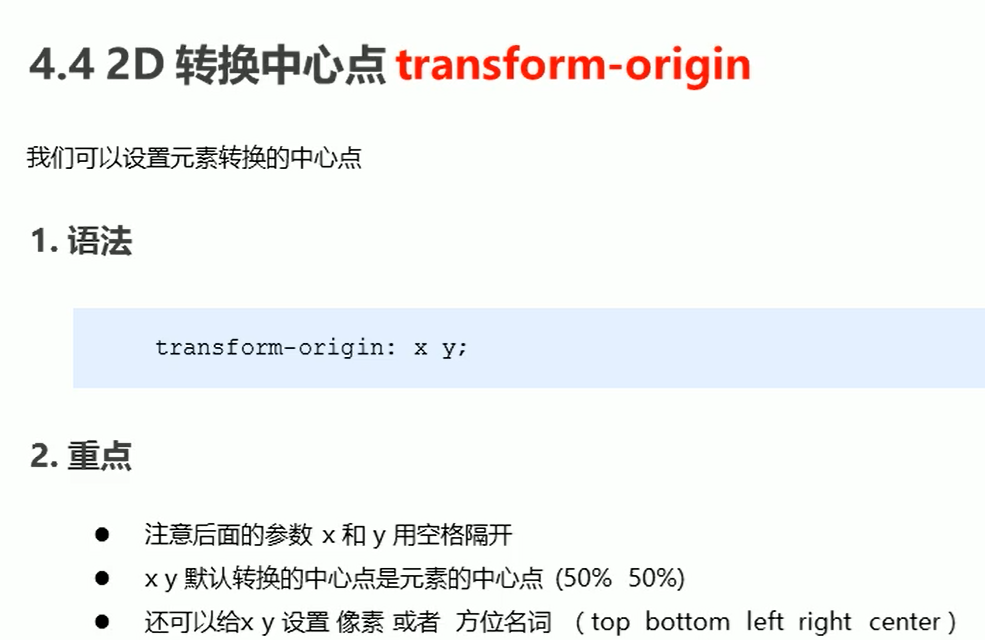 4.4 2D 转换中心点 transform-origin
我们可以设置元素转换的中心点
1. 语法
transform-origin: x y;
2. 重点
● 注意后面的参数 x 和 y 用空格隔开
● x y 默认转换的中心点是元素的中心点 (50% 50%)
● 还可以给x y 设置 像素 或者 方位名词 （ top bottom left right center ）